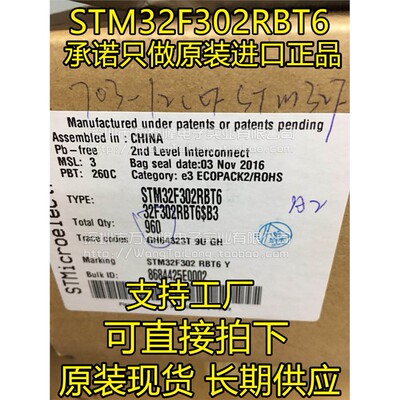 STM32F302RBT6
承诺只做原装进口正品
Manufactured under patents or patents pending
Assembled in : CHINA
Pb-free 2nd Level Interconnect
MSL: 3 Bag seal date:03 Nov 2016
PBT: 260C Category: e3 ECOPACK2/ROHS
TYPE: STM32F302RBT6
32F302RBT6$B3
Total Qty: 960
Trace codes GH64323T 9U GH
Marking STM32F302 RBT6 Y
Bulk ID: 8684425E0002
支持工厂
可直接拍下
原装现货 长期供应